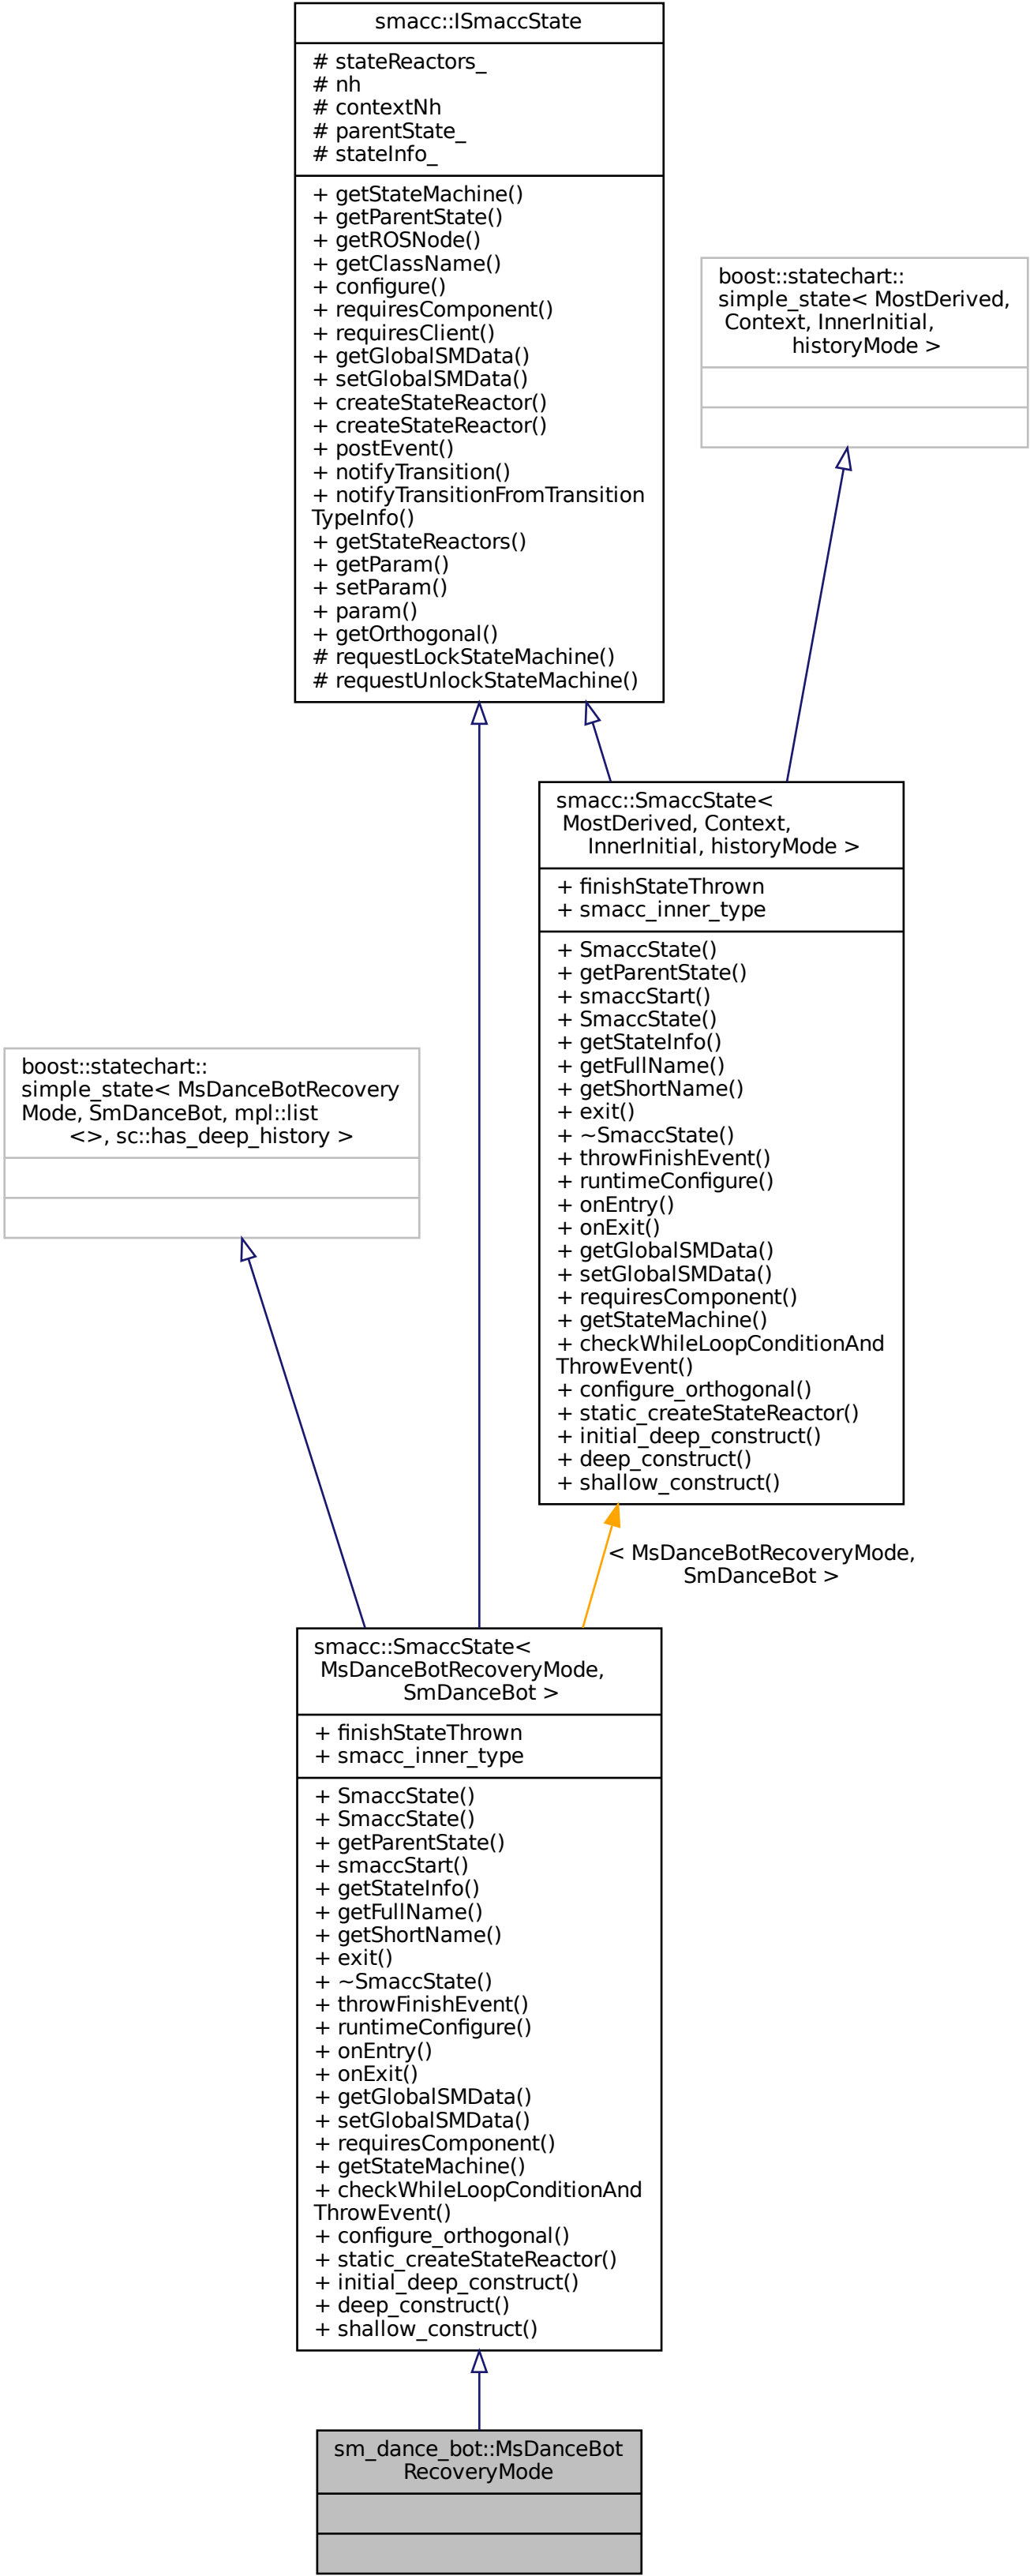 smacc::ISmaccState
# stateReactors_
# nh
# contextNh
# parentState_
# stateInfo_
+ getStateMachine()
+ getParentState()
+ getROSNode()
+ getClassName()
+ configure()
+ requiresComponent()
+ requiresClient()
+ getGlobalSMData()
+ setGlobalSMData()
+ createStateReactor()
+ createStateReactor()
+ postEvent()
+ notifyTransition()
+ notifyTransitionFromTransition
TypeInfo()
+ getStateReactors()
+ getParam()
+ setParam()
+ param()
+ getOrthogonal()
# requestLockStateMachine()
# requestUnlockStateMachine()
boost::statechart::
simple_state< MostDerived,
Context, InnerInitial,
historyMode >
smacc::SmaccState<
MostDerived, Context,
InnerInitial, historyMode >
+ finishStateThrown
+ smacc_inner_type
+ SmaccState()
+ getParentState()
+ smaccStart()
+ SmaccState()
+ getStateInfo()
+ getFullName()
+ getShortName()
+ exit()
+ ~SmaccState()
+ throwFinishEvent()
+ runtimeConfigure()
+ onEntry()
+ onExit()
+ getGlobalSMData()
+ setGlobalSMData()
+ requiresComponent()
+ getStateMachine()
+ checkWhileLoopConditionAnd
ThrowEvent()
+ configure_orthogonal()
+ static_createStateReactor()
+ initial_deep_construct()
+ deep_construct()
+ shallow_construct()
boost::statechart::
simple_state< MsDanceBotRecovery
Mode, SmDanceBot, mpl::list
<>, sc::has_deep_history >
< MsDanceBotRecoveryMode,
SmDanceBot >
smacc::SmaccState<
MsDanceBotRecoveryMode,
SmDanceBot >
+ finishStateThrown
+ smacc_inner_type
+ SmaccState()
+ SmaccState()
+ getParentState()
+ smaccStart()
+ getStateInfo()
+ getFullName()
+ getShortName()
+ exit()
+ ~SmaccState()
+ throwFinishEvent()
+ runtimeConfigure()
+ onEntry()
+ onExit()
+ getGlobalSMData()
+ setGlobalSMData()
+ requiresComponent()
+ getStateMachine()
+ checkWhileLoopConditionAnd
ThrowEvent()
+ configure_orthogonal()
+ static_createStateReactor()
+ initial_deep_construct()
+ deep_construct()
+ shallow_construct()
sm_dance_bot::MsDanceBot
RecoveryMode